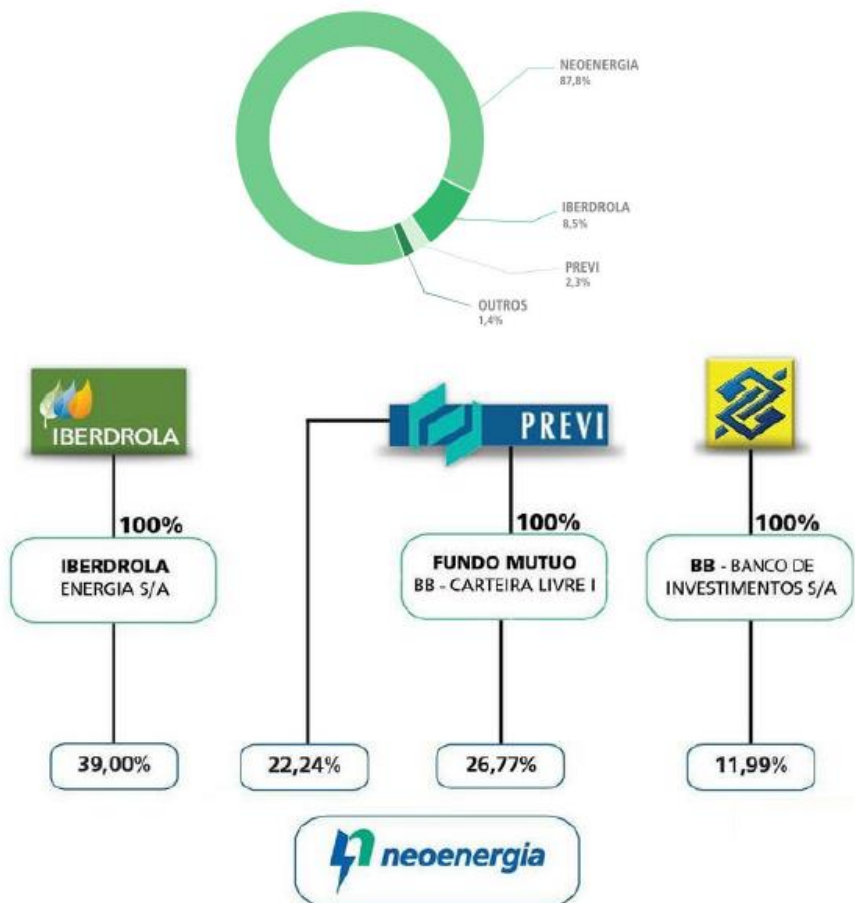 NEOENERGIA
87,8%
IBERDROLA
8,5%
PREVI
2,3%
OUTROS
1,4%
IBERDROLA
PREVI
100%
100%
100%
IBERDROLA
ENERGIA S/A
FUNDO MUTUO
BB - CARTEIRA LIVRE I
BB - BANCO DE
INVESTIMENTOS S/A
39,00%
22,24%
26,77%
11,99%
neoenergia